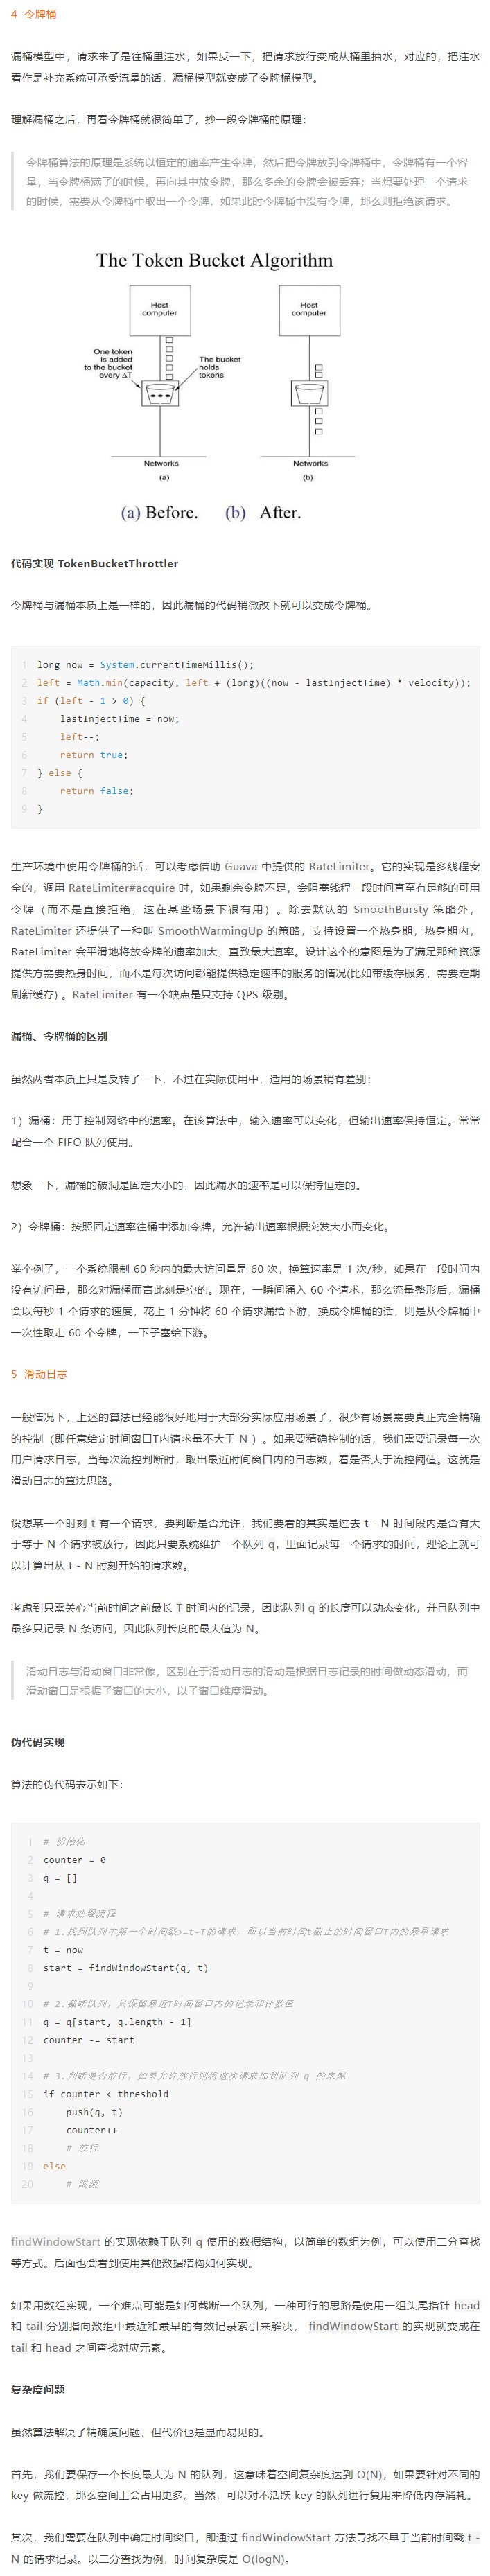 4 令牌桶
漏桶模型中，请求来了是往桶里注水，如果反一下，把请求放行变成从桶里抽水，对应的，把注水
看作是补充系统可承受流量的话，漏桶模型就变成了令牌桶模型。
理解漏桶之后，再看令牌桶就很简单了，抄一段令牌桶的原理：
令牌桶算法的原理是系统以恒定的速率产生令牌，然后把令牌放到令牌桶中，令牌桶有一个容
量，当令牌桶满了的时候，再向其中放令牌，那么多余的令牌会被丢弃；当想要处理一个请求
的时候，需要从令牌桶中取出一个令牌，如果此时令牌桶中没有令牌，那么则拒绝该请求。
The Token Bucket Algorithm
Host
computer
Host
computer
One token
is added
to the bucket
every ΔT
The bucket
holds
tokens
Networks
Networks
(a)
(b)
(a) Before. (b) After.
代码实现 TokenBucketThrottler
令牌桶与漏桶本质上是一样的，因此漏桶的代码稍微改下就可以变成令牌桶。
1 long now = System.currentTimeMillis();
2 left = Math.min(capacity, left + (long)((now - lastInjectTime) * velocity));
3 if (left - 1 > 0) {
4     lastInjectTime = now;
5     left--;
6     return true;
7 } else {
8     return false;
9 }
生产环境中使用令牌桶的话，可以考虑借助 Guava 中提供的 RateLimiter。它的实现是多线程安
全的，调用 RateLimiter#acquire 时，如果剩余令牌不足，会阻塞线程一段时间直至有足够的可用
令牌（而不是直接拒绝，这在某些场景下很有用）。除去默认的 SmoothBursty 策略外，
RateLimiter 还提供了一种叫 SmoothWarmingUp 的策略，支持设置一个热身期，热身期内，
RateLimiter 会平滑地将放令牌的速率加大，直致最大速率。设计这个的意图是为了满足那种资源
提供方需要热身时间，而不是每次访问都能提供稳定速率的服务的情况(比如带缓存服务，需要定期
刷新缓存) 。RateLimiter 有一个缺点是只支持 QPS 级别。
漏桶、令牌桶的区别
虽然两者本质上只是反转了一下，不过在实际使用中，适用的场景稍有差别：
1）漏桶：用于控制网络中的速率。在该算法中，输入速率可以变化，但输出速率保持恒定。常常
配合一个 FIFO 队列使用。
想象一下，漏桶的破洞是固定大小的，因此漏水的速率是可以保持恒定的。
2）令牌桶：按照固定速率往桶中添加令牌，允许输出速率根据突发大小而变化。
举个例子，一个系统限制 60 秒内的最大访问量是 60 次，换算速率是 1 次/秒，如果在一段时间内
没有访问量，那么对漏桶而言此刻是空的。现在，一瞬间涌入 60 个请求，那么流量整形后，漏桶
会以每秒 1 个请求的速度，花上 1 分钟将 60 个请求漏给下游。换成令牌桶的话，则是从令牌桶中
一次性取走 60 个令牌，一下子塞给下游。
5 滑动日志
一般情况下，上述的算法已经能很好地用于大部分实际应用场景了，很少有场景需要真正完全精确
的控制（即任意给定时间窗口T内请求量不大于 N ）。如果要精确控制的话，我们需要记录每一次
用户请求日志，当每次流控判断时，取出最近时间窗口内的日志数，看是否大于流控阈值。这就是
滑动日志的算法思路。
设想某一个时刻 t 有一个请求，要判断是否允许，我们要看的其实是过去 t - N 时间段内是否有大
于等于 N 个请求被放行，因此只要系统维护一个队列 q，里面记录每一个请求的时间，理论上就可
以计算出从 t - N 时刻开始的请求数。
考虑到只需关心当前时间之前最长 T 时间内的记录，因此队列 q 的长度可以动态变化，并且队列中
最多只记录 N 条访问，因此队列长度的最大值为 N。
滑动日志与滑动窗口非常像，区别在于滑动日志的滑动是根据日志记录的时间做动态滑动，而
滑动窗口是根据子窗口的大小，以子窗口维度滑动。
伪代码实现
算法的伪代码表示如下：
1 # 初始化
2 counter = 0
3 q = []
4
5 # 请求处理流程
6 # 1.找到队列中第一个时间戳>=t-T的请求，即以当前时间t截止的时间窗口T内的最早请求
7 t = now
8 start = findWindowStart(q, t)
9
10 # 2.截断队列，只保留最近T时间窗口内的记录和计数值
11 q = q[start, q.length - 1]
12 counter -= start
13
14 # 3.判断是否放行，如果允许放行则将这次请求加到队列 q 的末尾
15 if counter < threshold
16     push(q, t)
17     counter++
18     # 放行
19 else
20     # 限流
findWindowStart 的实现依赖于队列 q 使用的数据结构，以简单的数组为例，可以使用二分查找
等方式。后面也会看到使用其他数据结构如何实现。
如果用数组实现，一个难点可能是如何截断一个队列，一种可行的思路是使用一组头尾指针 head
和 tail 分别指向数组中最近和最早的有效记录索引来解决， findWindowStart 的实现就变成在
tail 和 head 之间查找对应元素。
复杂度问题
虽然算法解决了精确度问题，但代价也是显而易见的。
首先，我们要保存一个长度最大为 N 的队列，这意味着空间复杂度达到 O(N)，如果要针对不同的
key 做流控，那么空间上会占用更多。当然，可以对不活跃 key 的队列进行复用来降低内存消耗。
其次，我们需要在队列中确定时间窗口，即通过 findWindowStart 方法寻找不早于当前时间戳 t -
N 的请求记录。以二分查找为例，时间复杂度是 O(logN)。